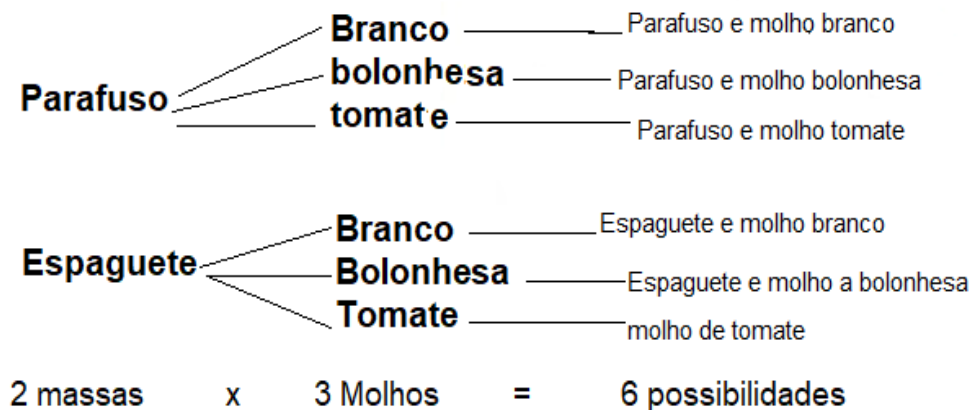 Branco Parafuso e molho branco
Parafuso bolonhesa Parafuso e molho bolonhesa
tomate Parafuso e molho tomate
Branco Espaguete e molho branco
Espaguete Bolonhesa Espaguete e molho a bolonhesa
Tomate molho de tomate
2 massas x 3 Molhos = 6 possibilidades